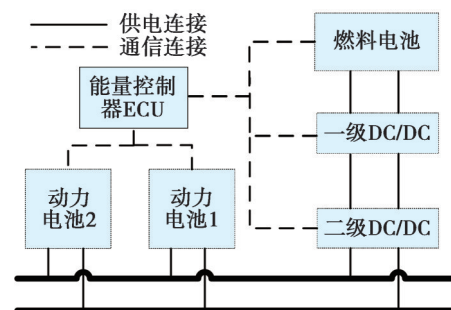 供电连接
通信连接
燃料电池
能量控制
器ECU
一级DC/DC
动力
电池2
动力
电池1
二级DC/DC